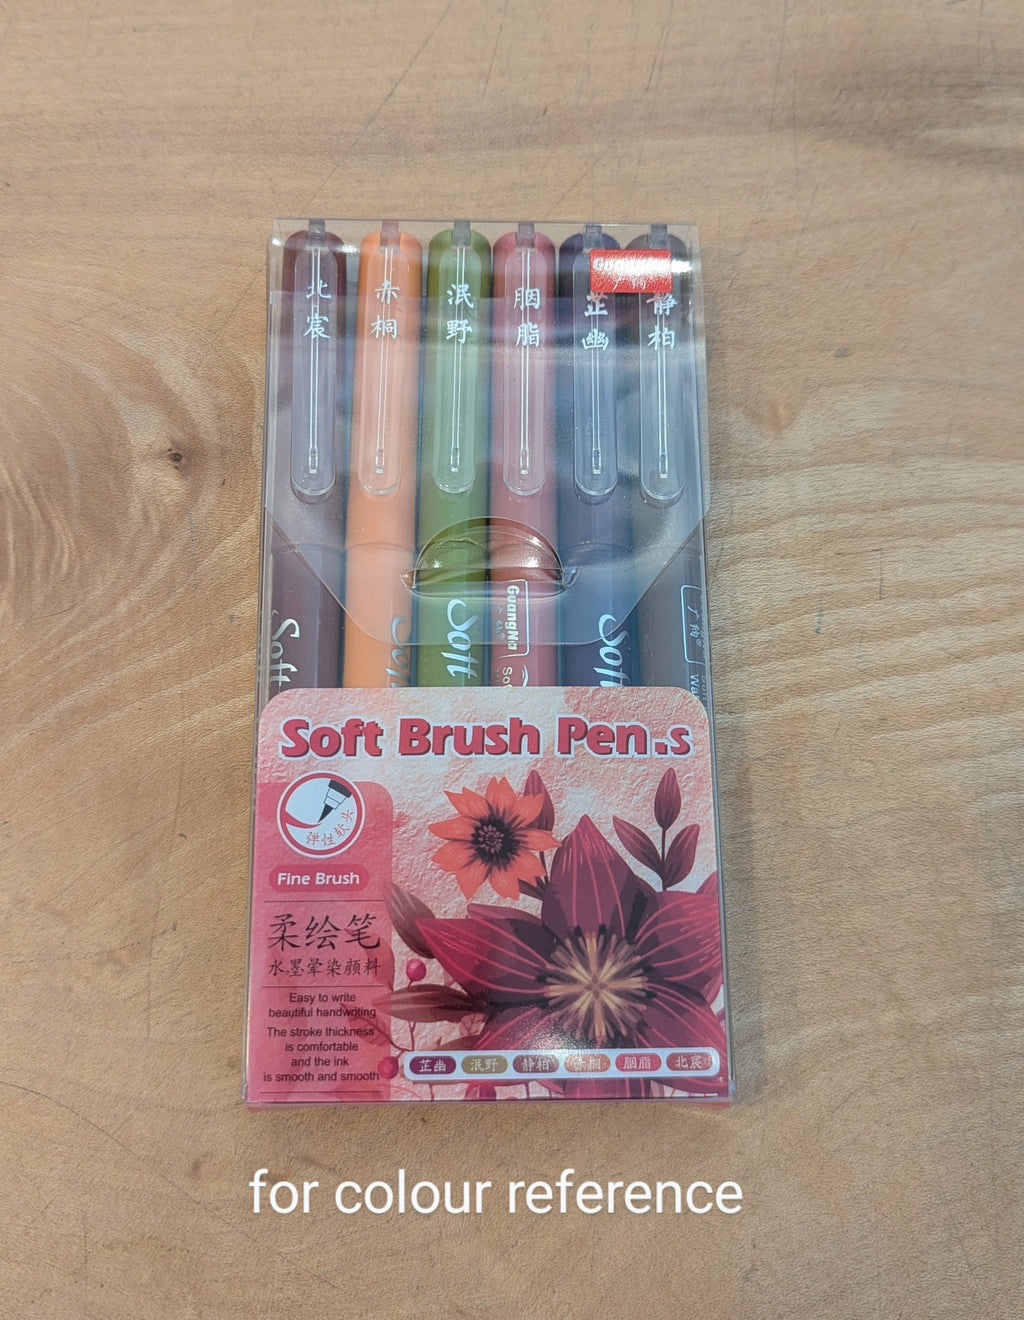 北宸
赤桐
泯野
胭脂
芷幽
静柏
Soft
Soft
Soft
GuangNa
Soft
Soft Brush Pen.s
弹性软头
Fine Brush
柔绘笔
水墨晕染颜料
Easy to write
beautiful handwriting
The stroke thickness
is comfortable
and the ink
is smooth and smooth
芷幽 泯野 静柏 赤桐 胭脂 北宸
for colour reference